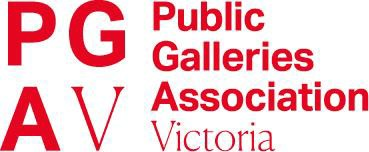 PG
AV
Public
Galleries
Association
Victoria